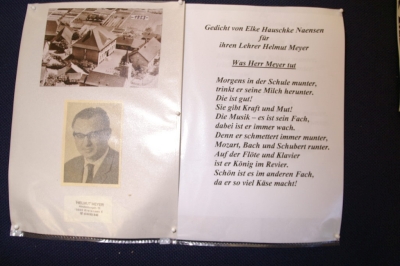 Gedicht von Elke Hauschke Naensen
für
ihren Lehrer Helmut Meyer
Was Herr Meyer tut
Morgens in der Schule munter,
trinkt er seine Milch herunter.
Die ist gut!
Sie gibt Kraft und Mut!
Die Musik – es ist sein Fach,
dabei ist er immer wach.
Denn er schmettert immer munter,
Mozart, Bach und Schubert runter.
Auf der Flöte und Klavier
ist er König im Revier.
Schön ist es im anderen Fach,
da er so viel Käse macht!